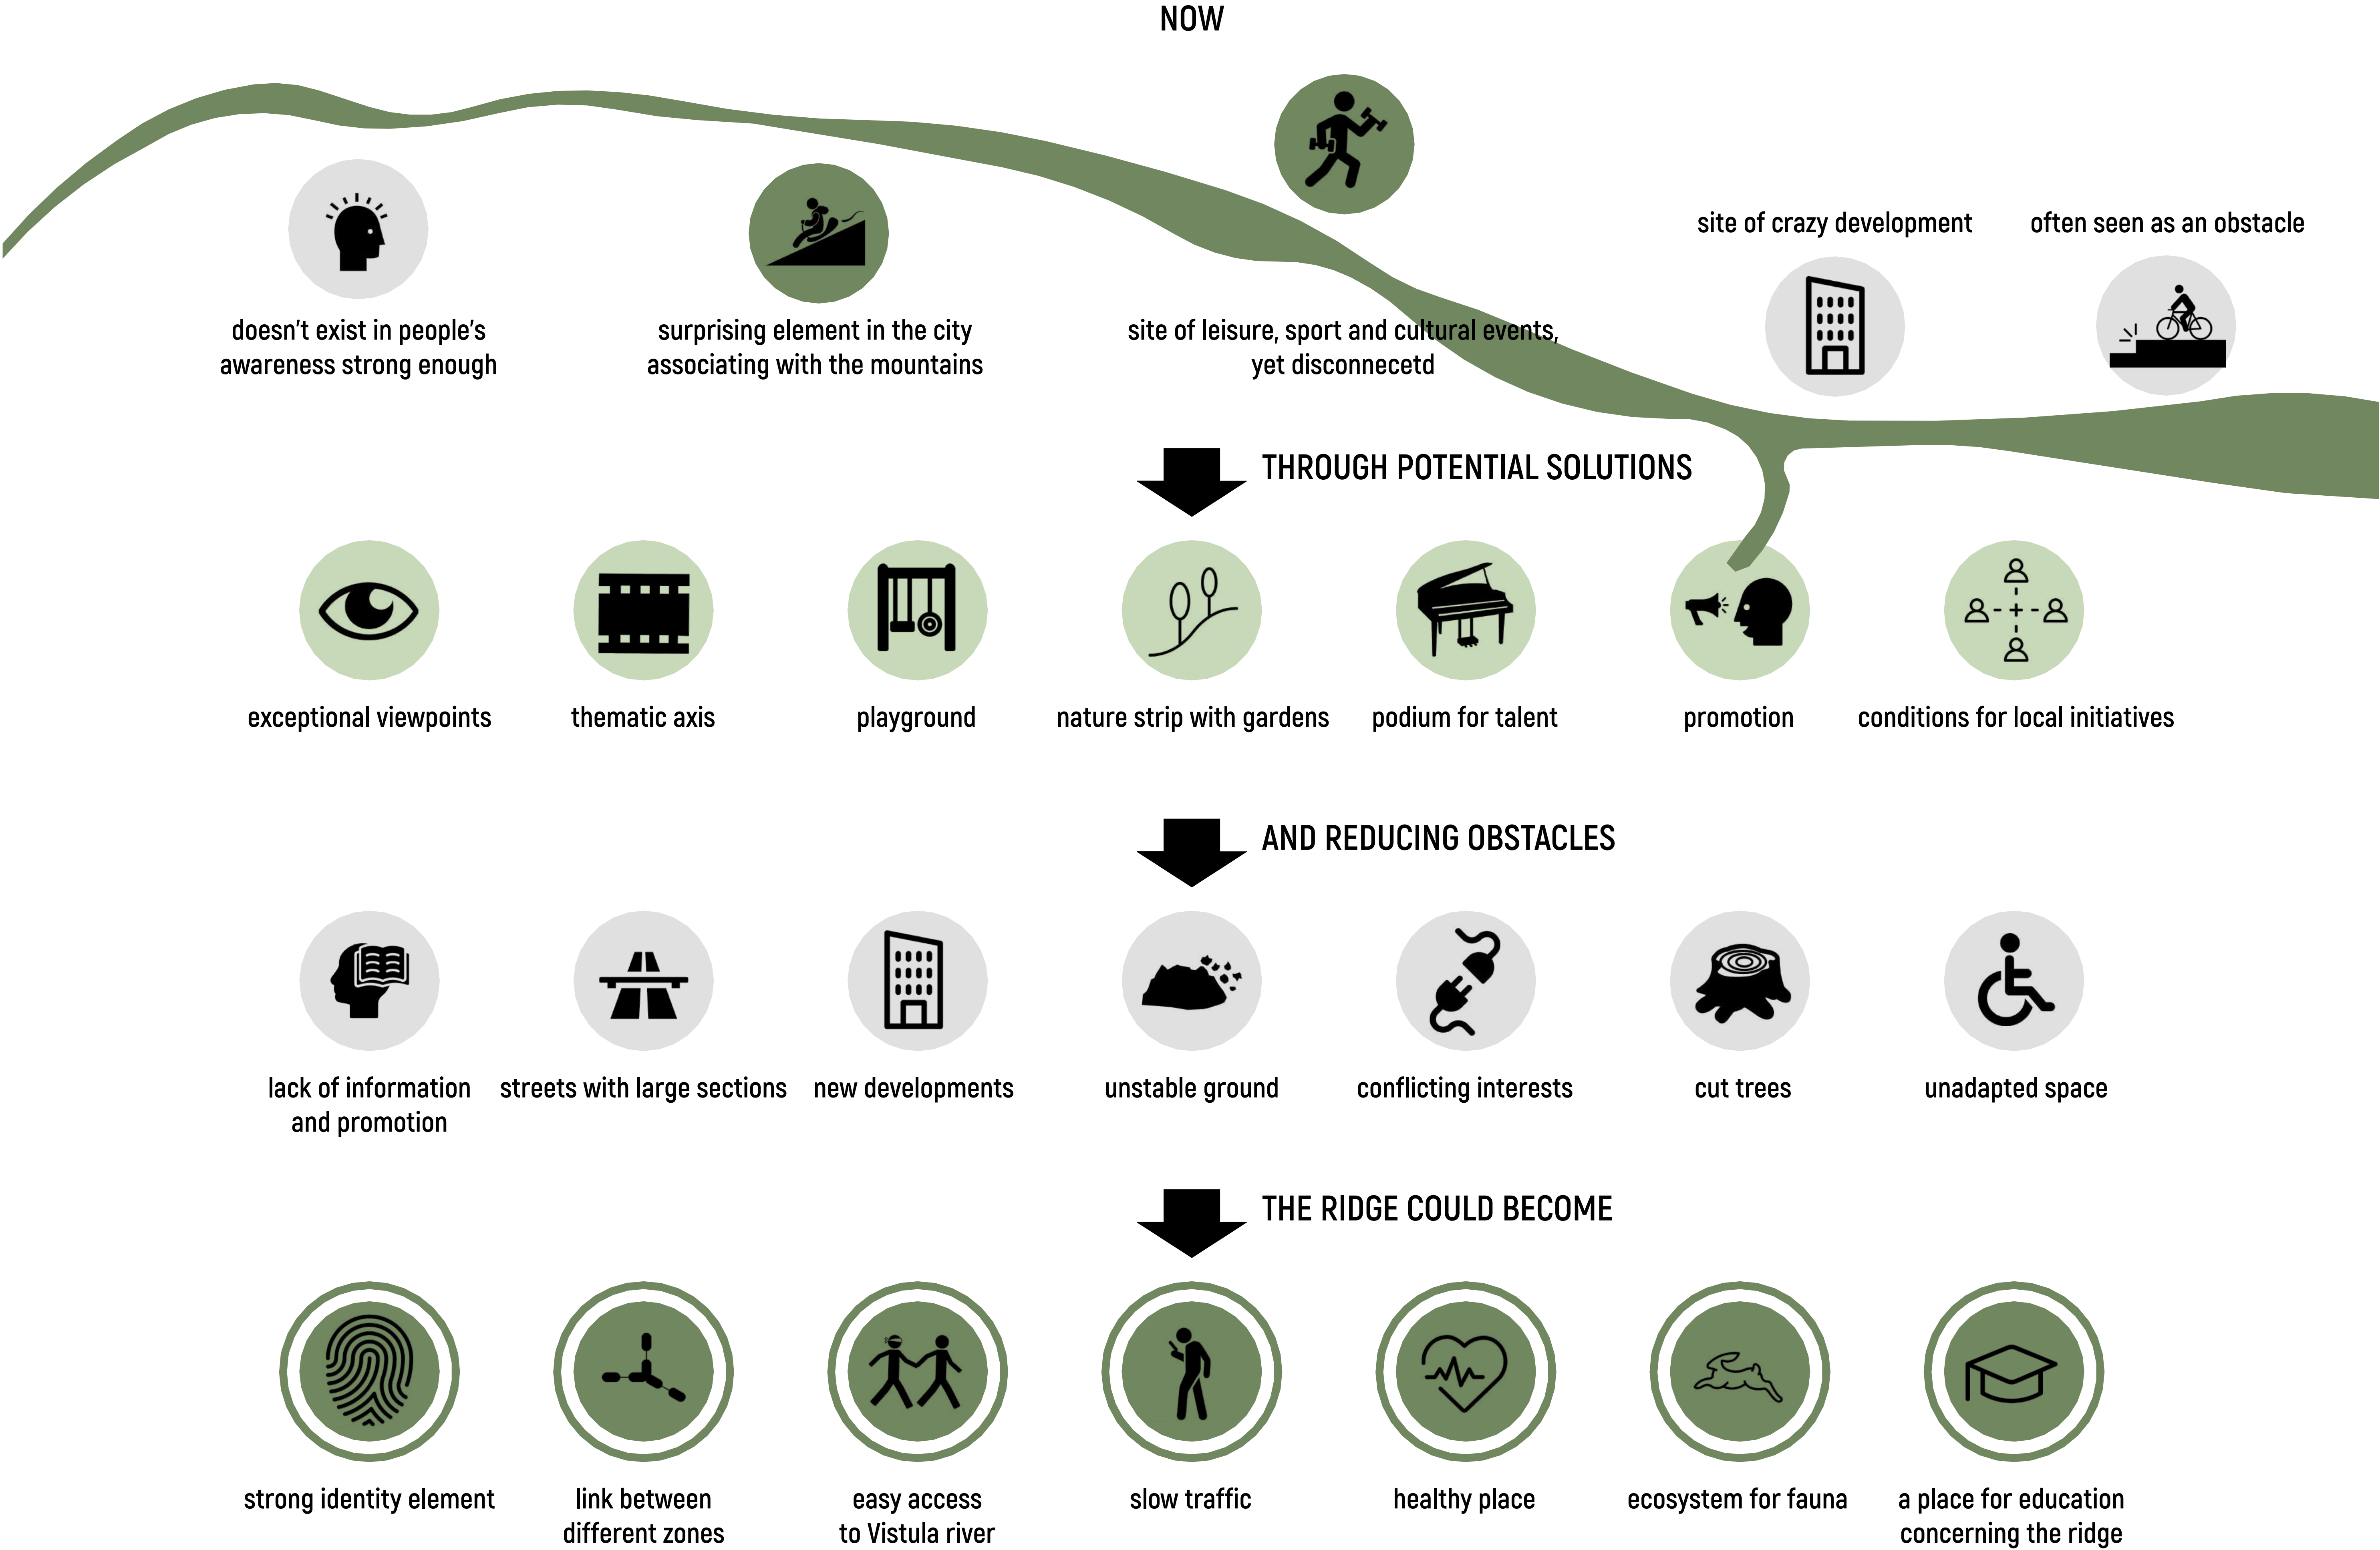 NOW
site of crazy development
often seen as an obstacle
doesn't exist in people's
awareness strong enough
surprising element in the city
associating with the mountains
site of leisure, sport and cultural events,
yet disconnecetd
THROUGH POTENTIAL SOLUTIONS
exceptional viewpoints
thematic axis
playground
nature strip with gardens
podium for talent
promotion
conditions for local initiatives
AND REDUCING OBSTACLES
lack of information
and promotion
streets with large sections
new developments
unstable ground
conflicting interests
cut trees
unadapted space
THE RIDGE COULD BECOME
strong identity element
link between
different zones
easy access
to Vistula river
slow traffic
healthy place
ecosystem for fauna
a place for education
concerning the ridge